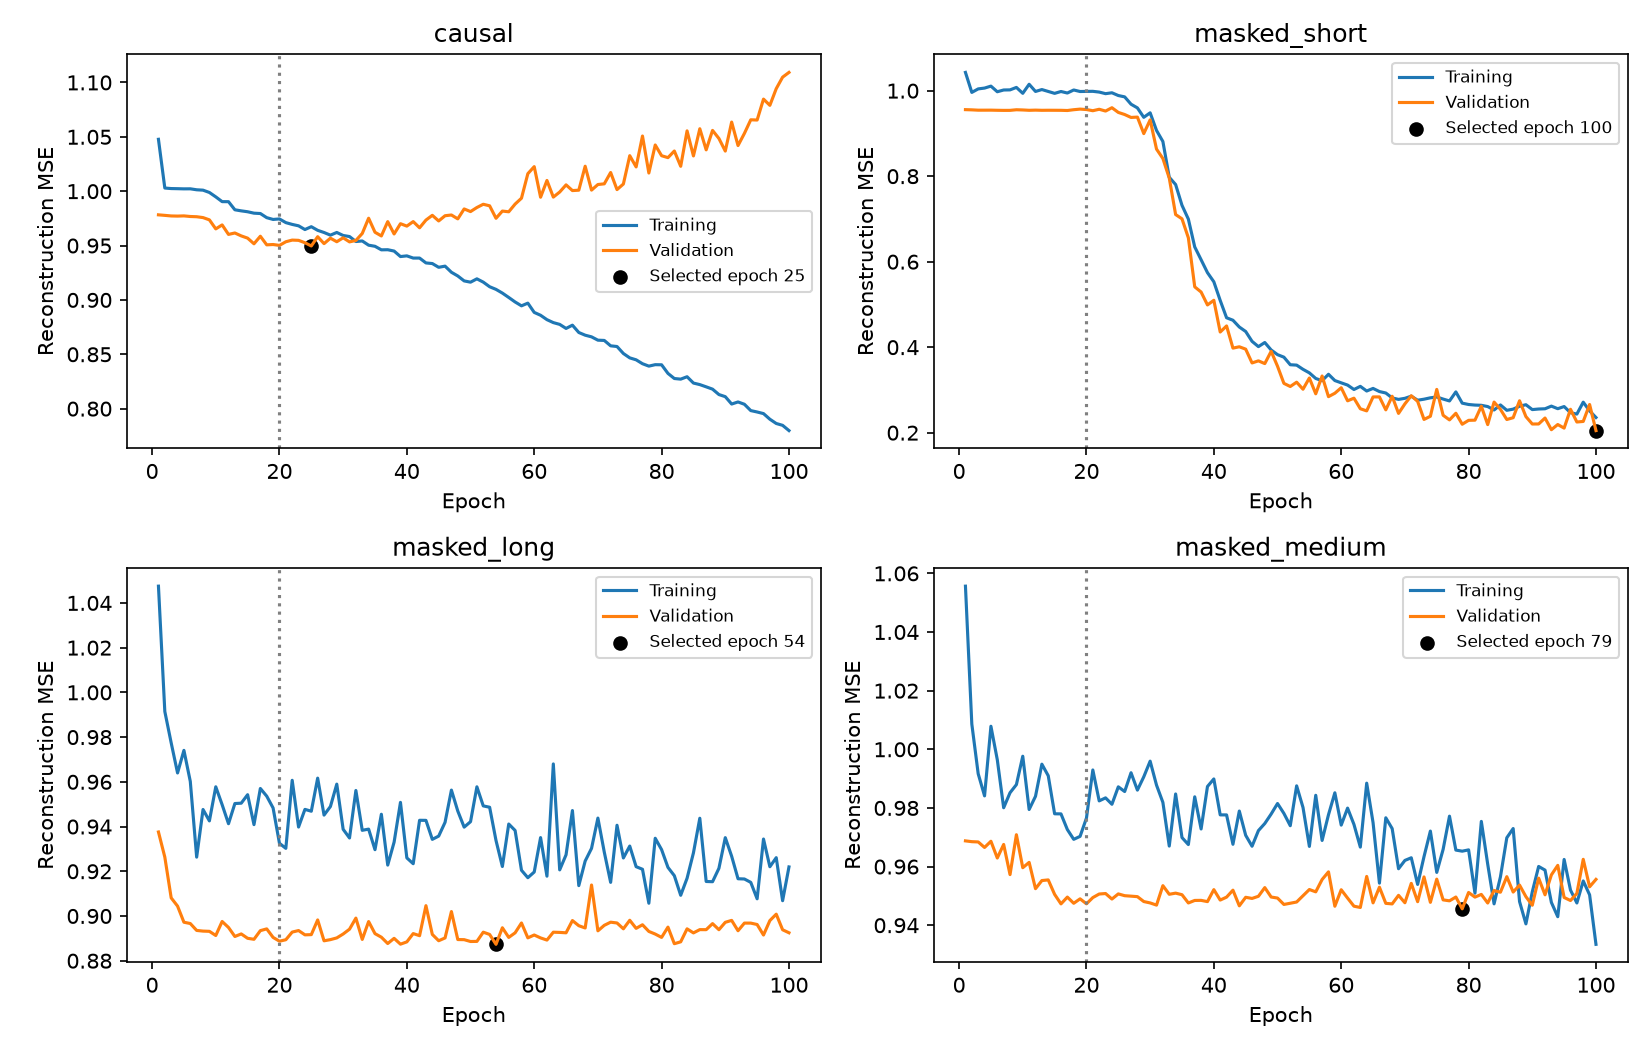 causal
Reconstruction MSE
1.10
1.05
1.00
0.95
0.90
0.85
0.80
Training
Validation
Selected epoch 25
0 20 40 60 80 100
Epoch
masked_short
Reconstruction MSE
1.0
0.8
0.6
0.4
0.2
Training
Validation
Selected epoch 100
0 20 40 60 80 100
Epoch
masked_long
Reconstruction MSE
1.04
1.02
1.00
0.98
0.96
0.94
0.92
0.90
0.88
Training
Validation
Selected epoch 54
0 20 40 60 80 100
Epoch
masked_medium
Reconstruction MSE
1.06
1.04
1.02
1.00
0.98
0.96
0.94
Training
Validation
Selected epoch 79
0 20 40 60 80 100
Epoch